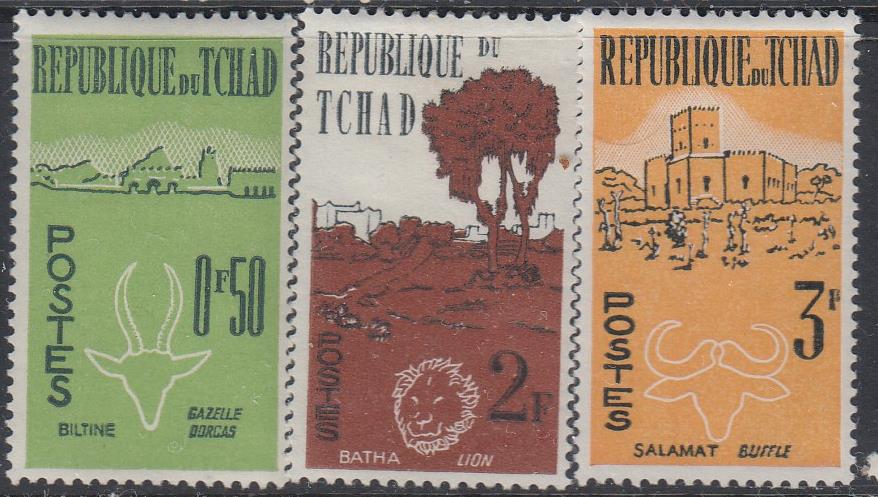 REPUBLIQUE DU TCHAD
POSTES
0F50
GAZELLE
DORCAS
BILTINE
REPUBLIQUE DU
TCHAD
POSTES
2F
BATHA LION
REPUBLIQUE DU TCHAD
POSTES
3F
SALAMAT BUFFLE